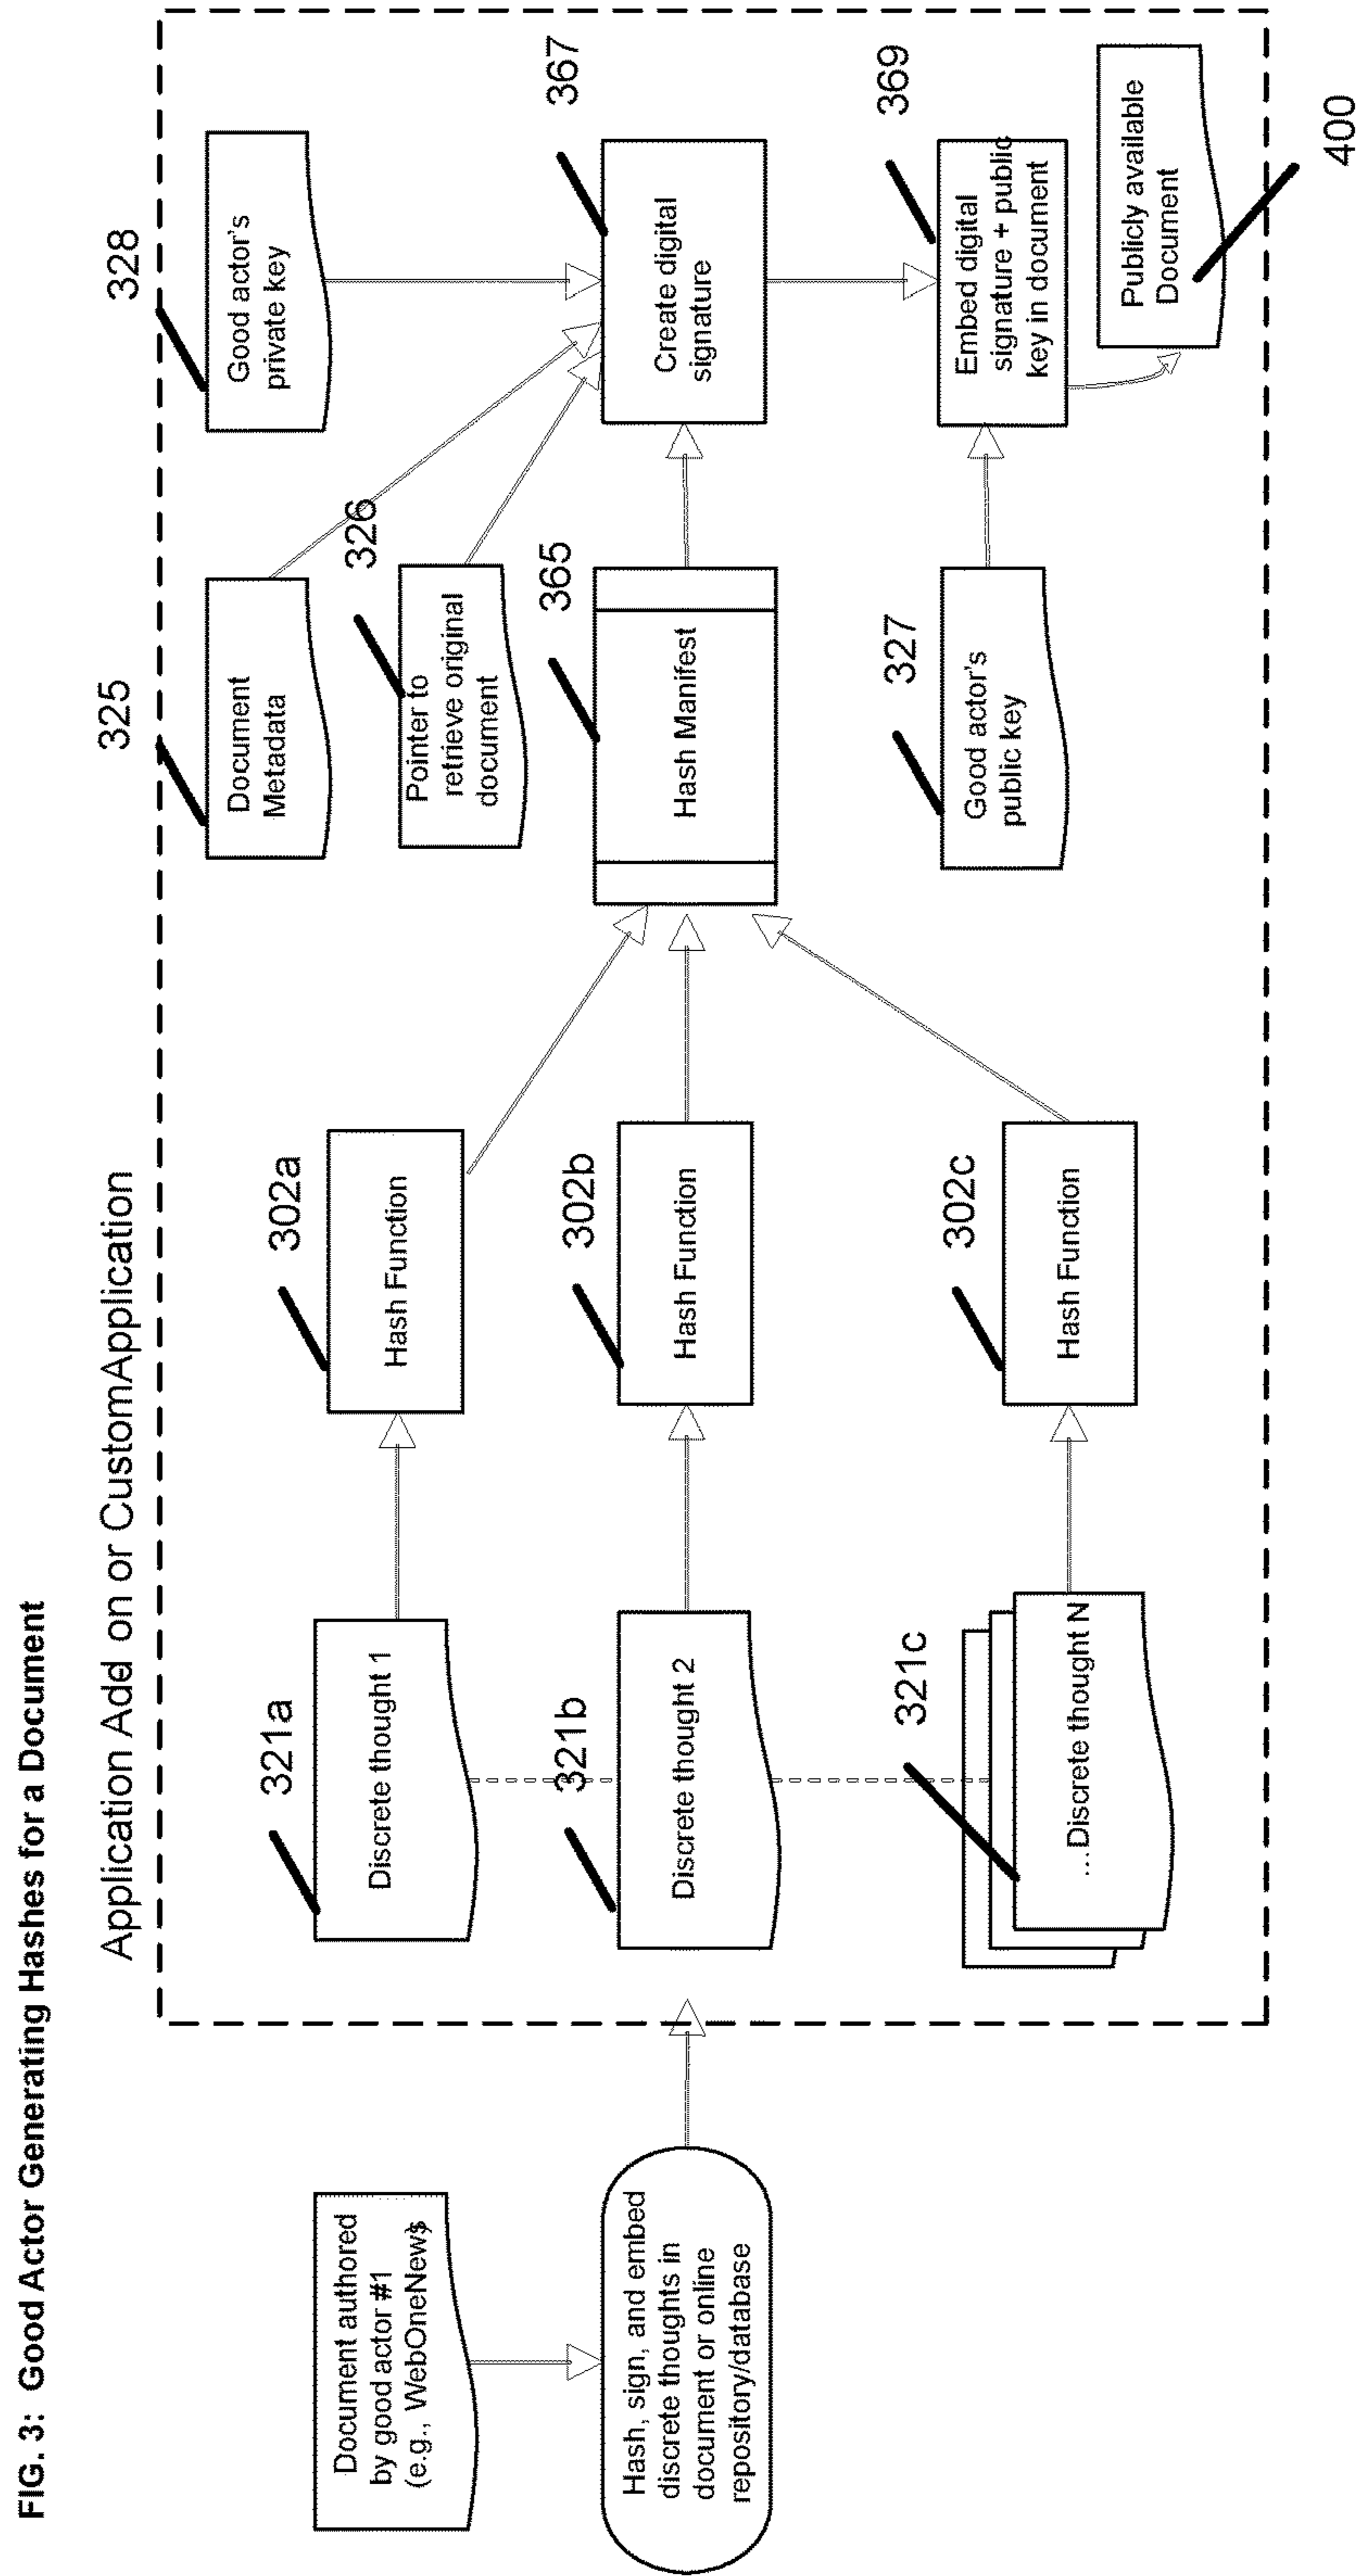 FIG. 3: Good Actor Generating Hashes for a Document
Application Add on or CustomApplication
Document authored
by good actor #1
(e.g., WebOneNews
Hash, sign, and embed
discrete thoughts in
document or online
repository/database
321a
Discrete thought 1
321b
Discrete thought 2
321c
...Discrete thought N
302a
Hash Function
302b
Hash Function
302c
Hash Function
325
Document
Metadata
326
Pointer to
retrieve original
document
365
Hash Manifest
327
Good actor's
public key
328
Good actor's
private key
367
Create digital
signature
369
Embed digital
signature + public
key in document
Publicly available
Document
400